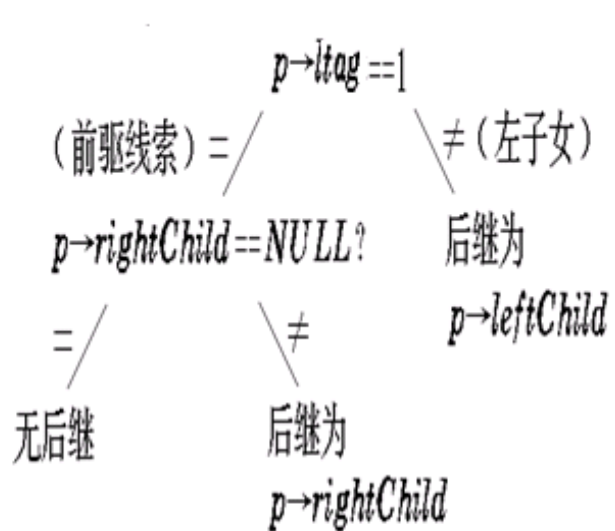 p→ltag==1
(前驱线索) = ≠ (左子女)
p→rightChild==NULL? 后继为
p→leftChild
= ≠
无后继 后继为
p→rightChild